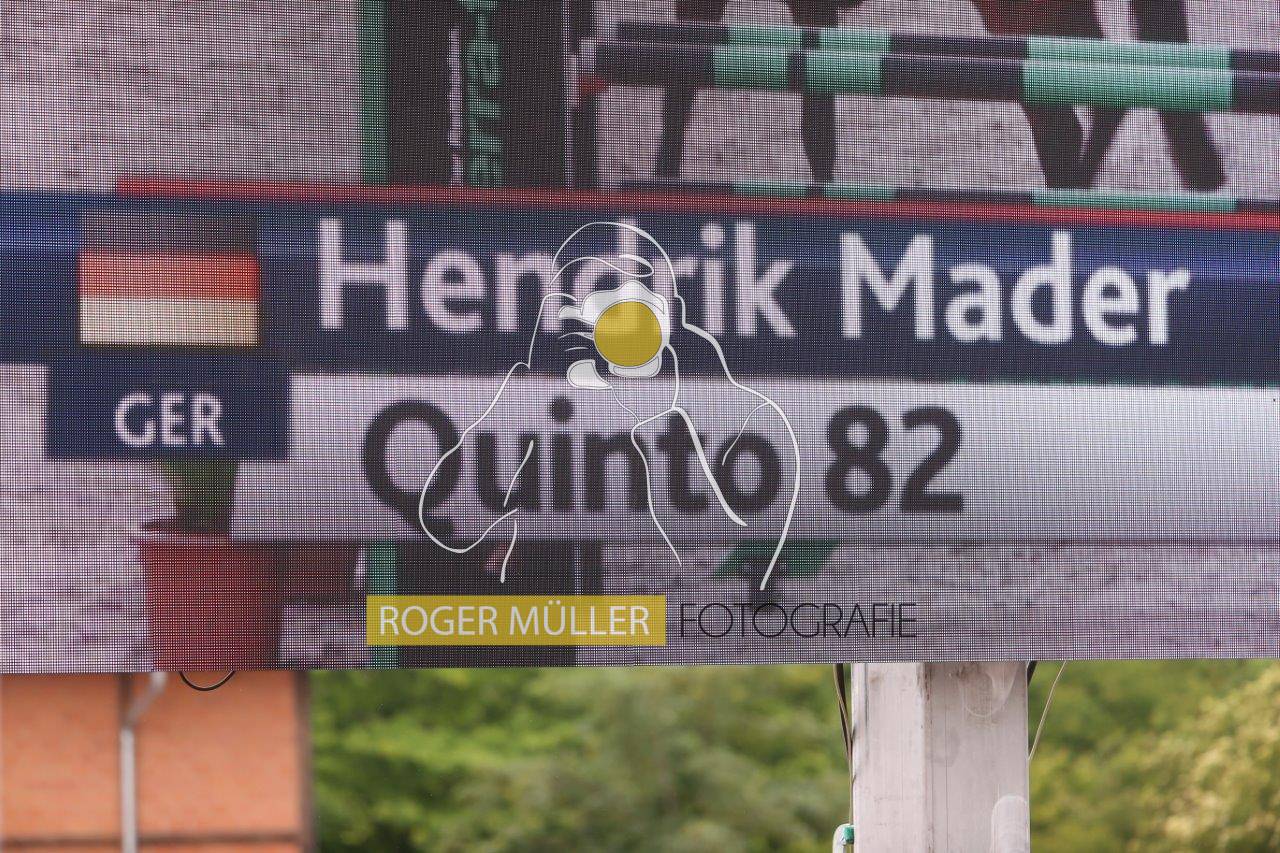 Hendrik Mader
GER
Quinto 82
ROGER MÜLLER FOTOGRAFIE